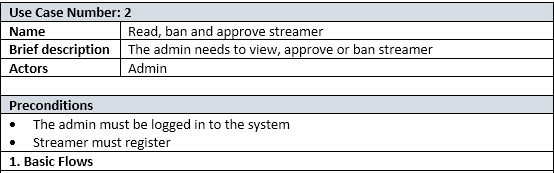 Use Case Number: 2
Name Read, ban and approve streamer
Brief description The admin needs to view, approve or ban streamer
Actors Admin
Preconditions
• The admin must be logged in to the system
• Streamer must register
1. Basic Flows